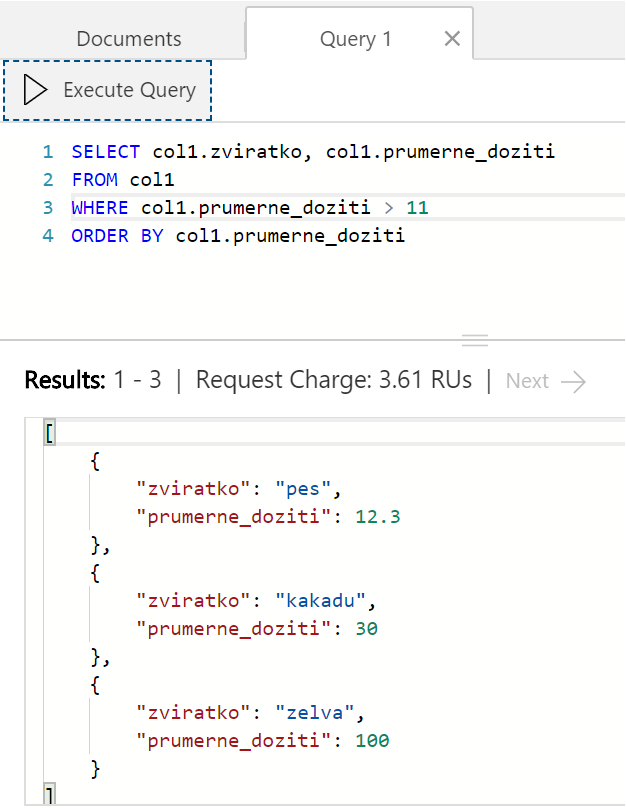 Documents
Query 1
Execute Query
1 SELECT col1.zviratko, col1.prumerne_doziti
2 FROM col1
3 WHERE col1.prumerne_doziti > 11
4 ORDER BY col1.prumerne_doziti
Results: 1 - 3 | Request Charge: 3.61 RUs | Next
[
{
"zviratko": "pes",
"prumerne_doziti": 12.3
},
{
"zviratko": "kakadu",
"prumerne_doziti": 30
},
{
"zviratko": "zelva",
"prumerne_doziti": 100
}
]